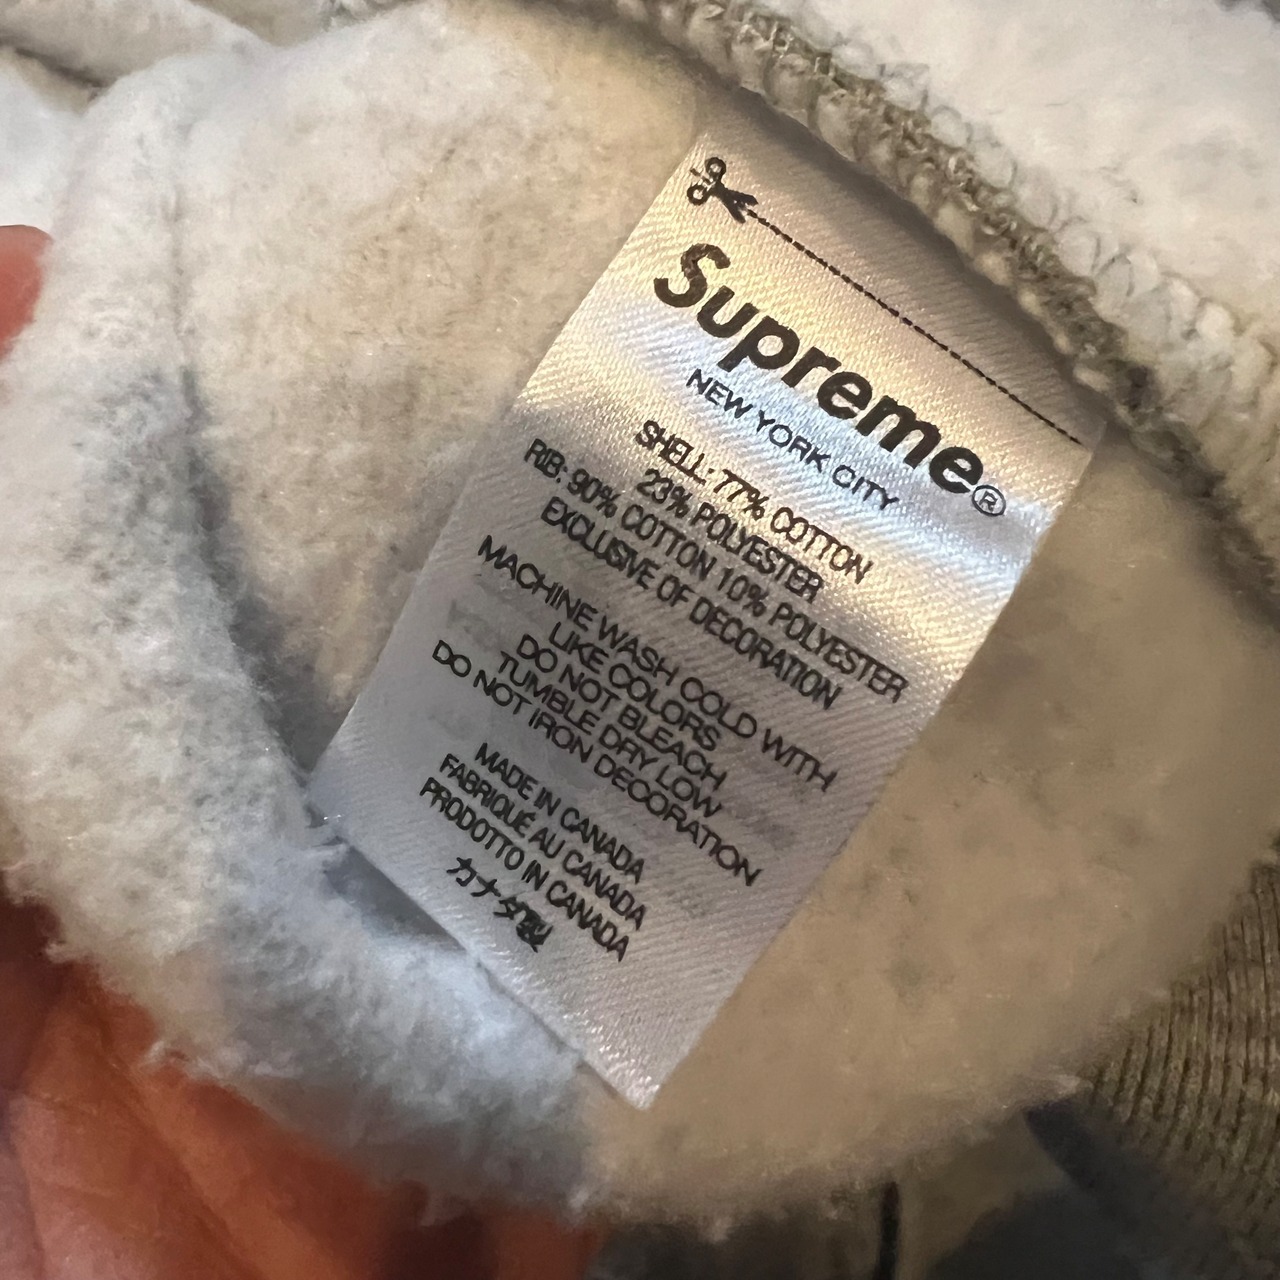 Supreme®
NEW YORK CITY
SHELL: 77% COTTON
23% POLYESTER
RIB: 90% COTTON 10% POLYESTER
EXCLUSIVE OF DECORATION
MACHINE WASH COLD WITH
LIKE COLORS
DO NOT BLEACH
TUMBLE DRY LOW
DO NOT IRON DECORATION
MADE IN CANADA
FABRIQUÉ AU CANADA
PRODOTTO IN CANADA
カナダ製